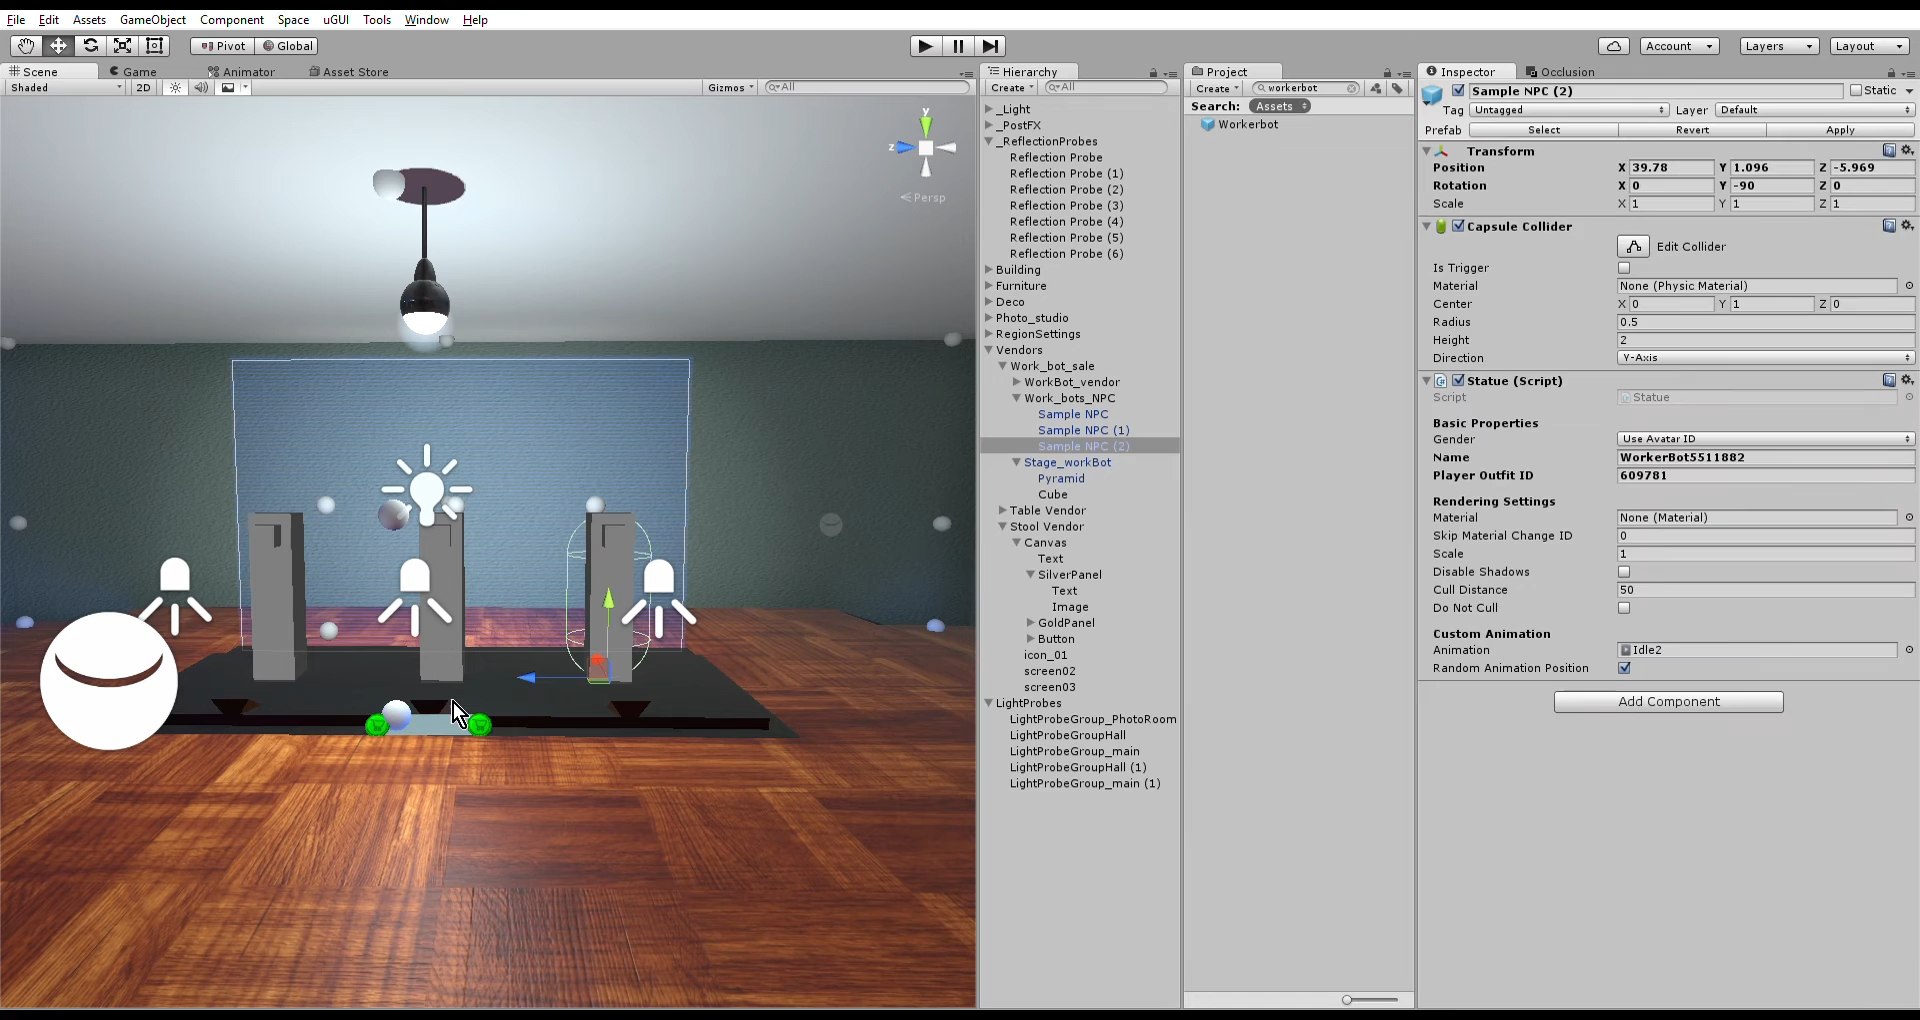 File Edit Assets GameObject Component Space uGUI Tools Window Help
Pivot Global Account Layers Layout
Scene Game Animator Asset Store
Shaded 2D Gizmos All
y
z
Persp
Hierarchy
Create All
_Light
_PostFX
_ReflectionProbes
Reflection Probe
Reflection Probe (1)
Reflection Probe (2)
Reflection Probe (3)
Reflection Probe (4)
Reflection Probe (5)
Reflection Probe (6)
Building
Furniture
Deco
Photo_studio
RegionSettings
Vendors
Work_bot_sale
WorkBot_vendor
Work_bots_NPC
Sample NPC
Sample NPC (1)
Sample NPC (2)
Stage_workBot
Pyramid
Cube
Table Vendor
Stool Vendor
Canvas
Text
SilverPanel
Text
Image
GoldPanel
Button
icon_01
screen02
screen03
LightProbes
LightProbeGroup_PhotoRoom
LightProbeGroupHall
LightProbeGroup_main
LightProbeGroupHall (1)
LightProbeGroup_main (1)
Project
Create workerbot
Search: Assets
Workerbot
Inspector Occlusion
Sample NPC (2) Static
Tag Untagged Layer Default
Prefab Select Revert Apply
Transform
Position X 39.78 Y 1.096 Z -5.969
Rotation X 0 Y -90 Z 0
Scale X 1 Y 1 Z 1
Capsule Collider
Edit Collider
Is Trigger
Material None (Physic Material)
Center X 0 Y 1 Z 0
Radius 0.5
Height 2
Direction Y-Axis
Statue (Script)
Script Statue
Basic Properties
Gender Use Avatar ID
Name WorkerBot5511882
Player Outfit ID 609781
Rendering Settings
Material None (Material)
Skip Material Change ID 0
Scale 1
Disable Shadows
Cull Distance 50
Do Not Cull
Custom Animation
Animation Idle2
Random Animation Position
Add Component